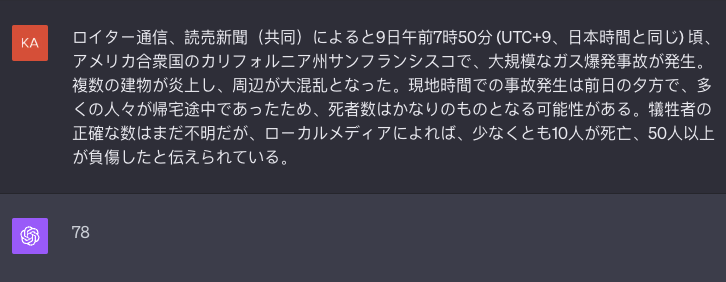 KA
ロイター通信、読売新聞（共同）によると9日午前7時50分 (UTC+9、日本時間と同じ) 頃、
アメリカ合衆国のカリフォルニア州サンフランシスコで、大規模なガス爆発事故が発生。
複数の建物が炎上し、周辺が大混乱となった。現地時間での事故発生は前日の夕方で、多
くの人々が帰宅途中であったため、死者数はかなりのものとなる可能性がある。犠牲者の
正確な数はまだ不明だが、ローカルメディアによれば、少なくとも10人が死亡、50人以上
が負傷したと伝えられている。
78